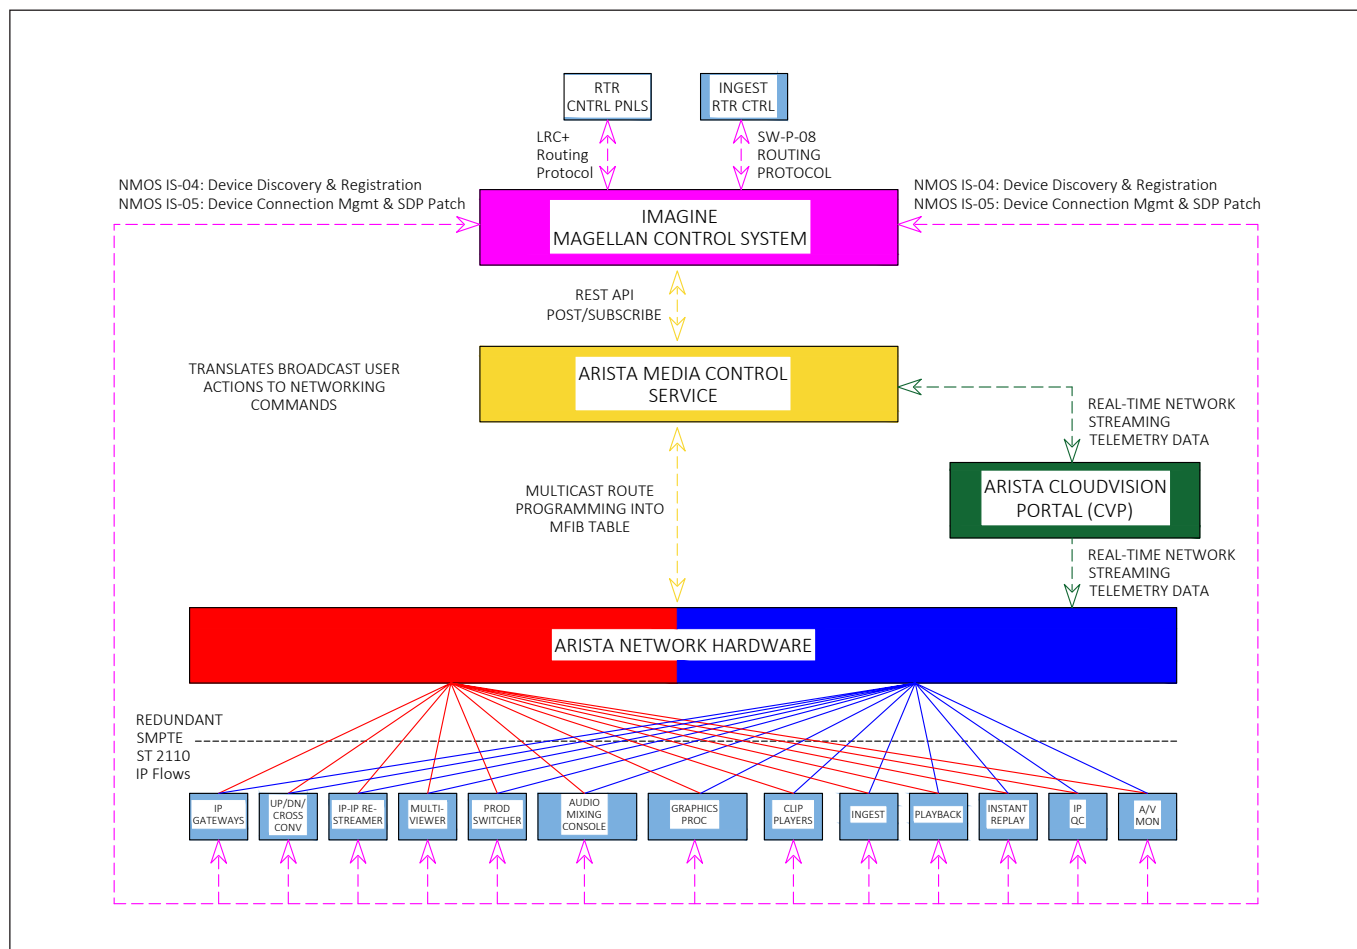 RTR
CNTRL PNLS
INGEST
RTR CTRL
LRC+
Routing
Protocol
SW-P-08
ROUTING
PROTOCOL
NMOS IS-04: Device Discovery & Registration
NMOS IS-05: Device Connection Mgmt & SDP Patch
NMOS IS-04: Device Discovery & Registration
NMOS IS-05: Device Connection Mgmt & SDP Patch
IMAGINE
MAGELLAN CONTROL SYSTEM
REST API
POST/SUBSCRIBE
TRANSLATES BROADCAST USER
ACTIONS TO NETWORKING
COMMANDS
ARISTA MEDIA CONTROL
SERVICE
REAL-TIME NETWORK
STREAMING
TELEMETRY DATA
MULTICAST ROUTE
PROGRAMMING INTO
MFIB TABLE
ARISTA CLOUDVISION
PORTAL (CVP)
REAL-TIME NETWORK
STREAMING
TELEMETRY DATA
ARISTA NETWORK HARDWARE
REDUNDANT
SMPTE
ST 2110
IP Flows
IP
GATEWAYS
UP/DN/
CROSS
CONV
IP-IP RE-
STREAMER
MULTI-
VIEWER
PROD
SWITCHER
AUDIO
MIXING
CONSOLE
GRAPHICS
PROC
CLIP
PLAYERS
INGEST
PLAYBACK
INSTANT
REPLAY
IP
QC
A/V
MON